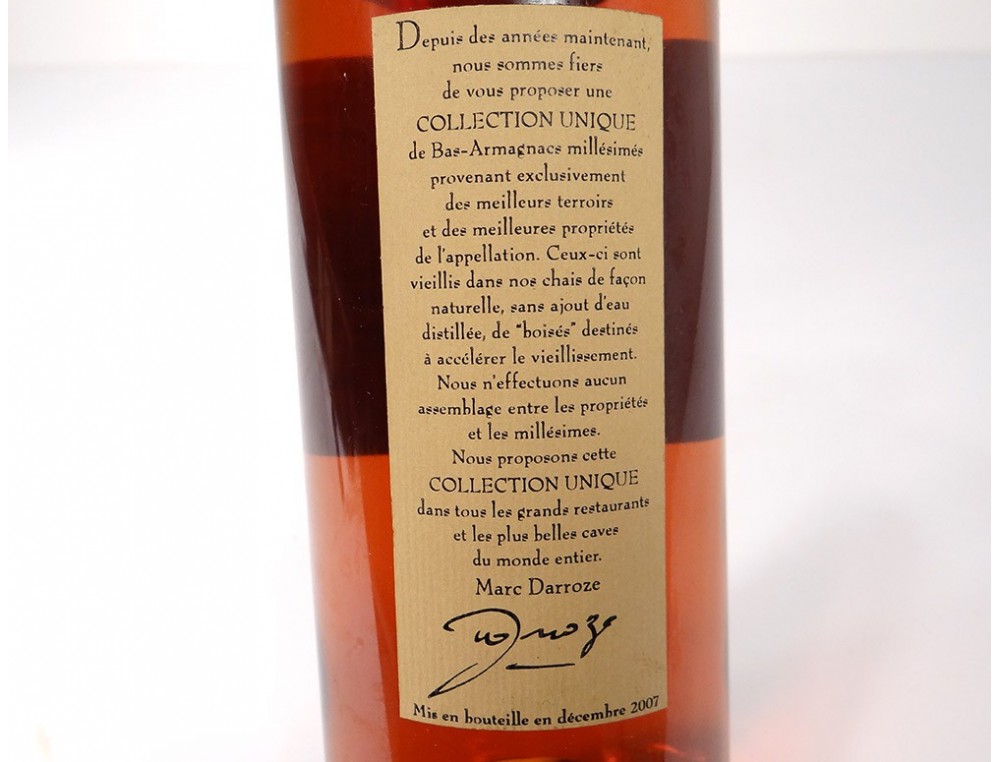 Depuis des années maintenant,
nous sommes fiers
de vous proposer une
COLLECTION UNIQUE
de Bas-Armagnacs millésimés
provenant exclusivement
des meilleurs terroirs
et des meilleures propriétés
de l'appellation. Ceux-ci sont
vieillis dans nos chais de façon
naturelle, sans ajout d'eau
distillée, de "boisés" destinés
à accélérer le vieillissement.
Nous n'effectuons aucun
assemblage entre les propriétés
et les millésimes.
Nous proposons cette
COLLECTION UNIQUE
dans tous les grands restaurants
et les plus belles caves
du monde entier.
Marc Darroze
Mis en bouteille en décembre 2007